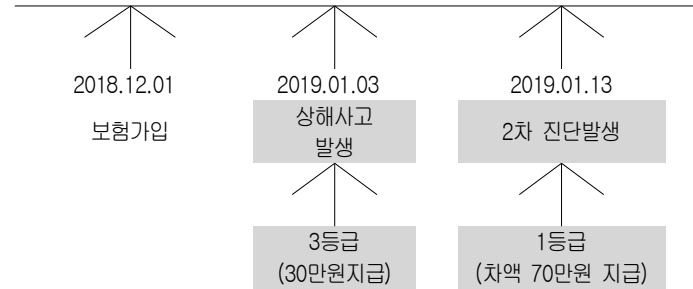 2018.12.01
보험가입
2019.01.03
상해사고
발생
2019.01.13
2차 진단발생
3등급
(30만원지급)
1등급
(차액 70만원 지급)